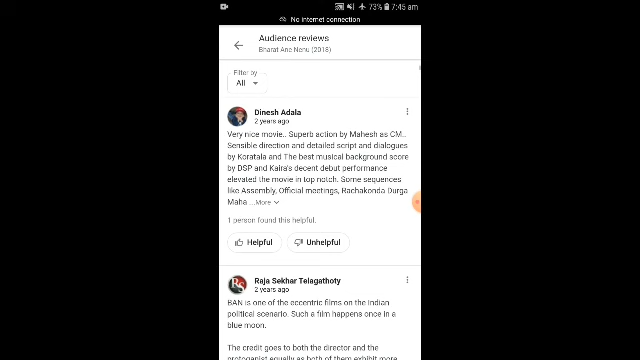 73% 7:45 am
No internet connection
Audience reviews
Bharat Ane Nenu (2018)
Filter by
All
Dinesh Adala
2 years ago
Very nice movie.. Superb action by Mahesh as CM..
Sensible direction and detailed script and dialogues
by Koratala and The best musical background score
by BSP and Kaira's decent debut performance
elevated the movie in top notch. Some sequences
like Assembly, Official meetings, Rachakonda Durga
Maha ...More
1 person found this helpful.
Helpful Unhelpful
RS Raja Sekhar Telagathoty
2 years ago
BAN is one of the eccentric films on the Indian
political scenario. Such a film happens once in a
blue moon.
The credit goes to both the director and the
protoganist equally as both of them exhibit more